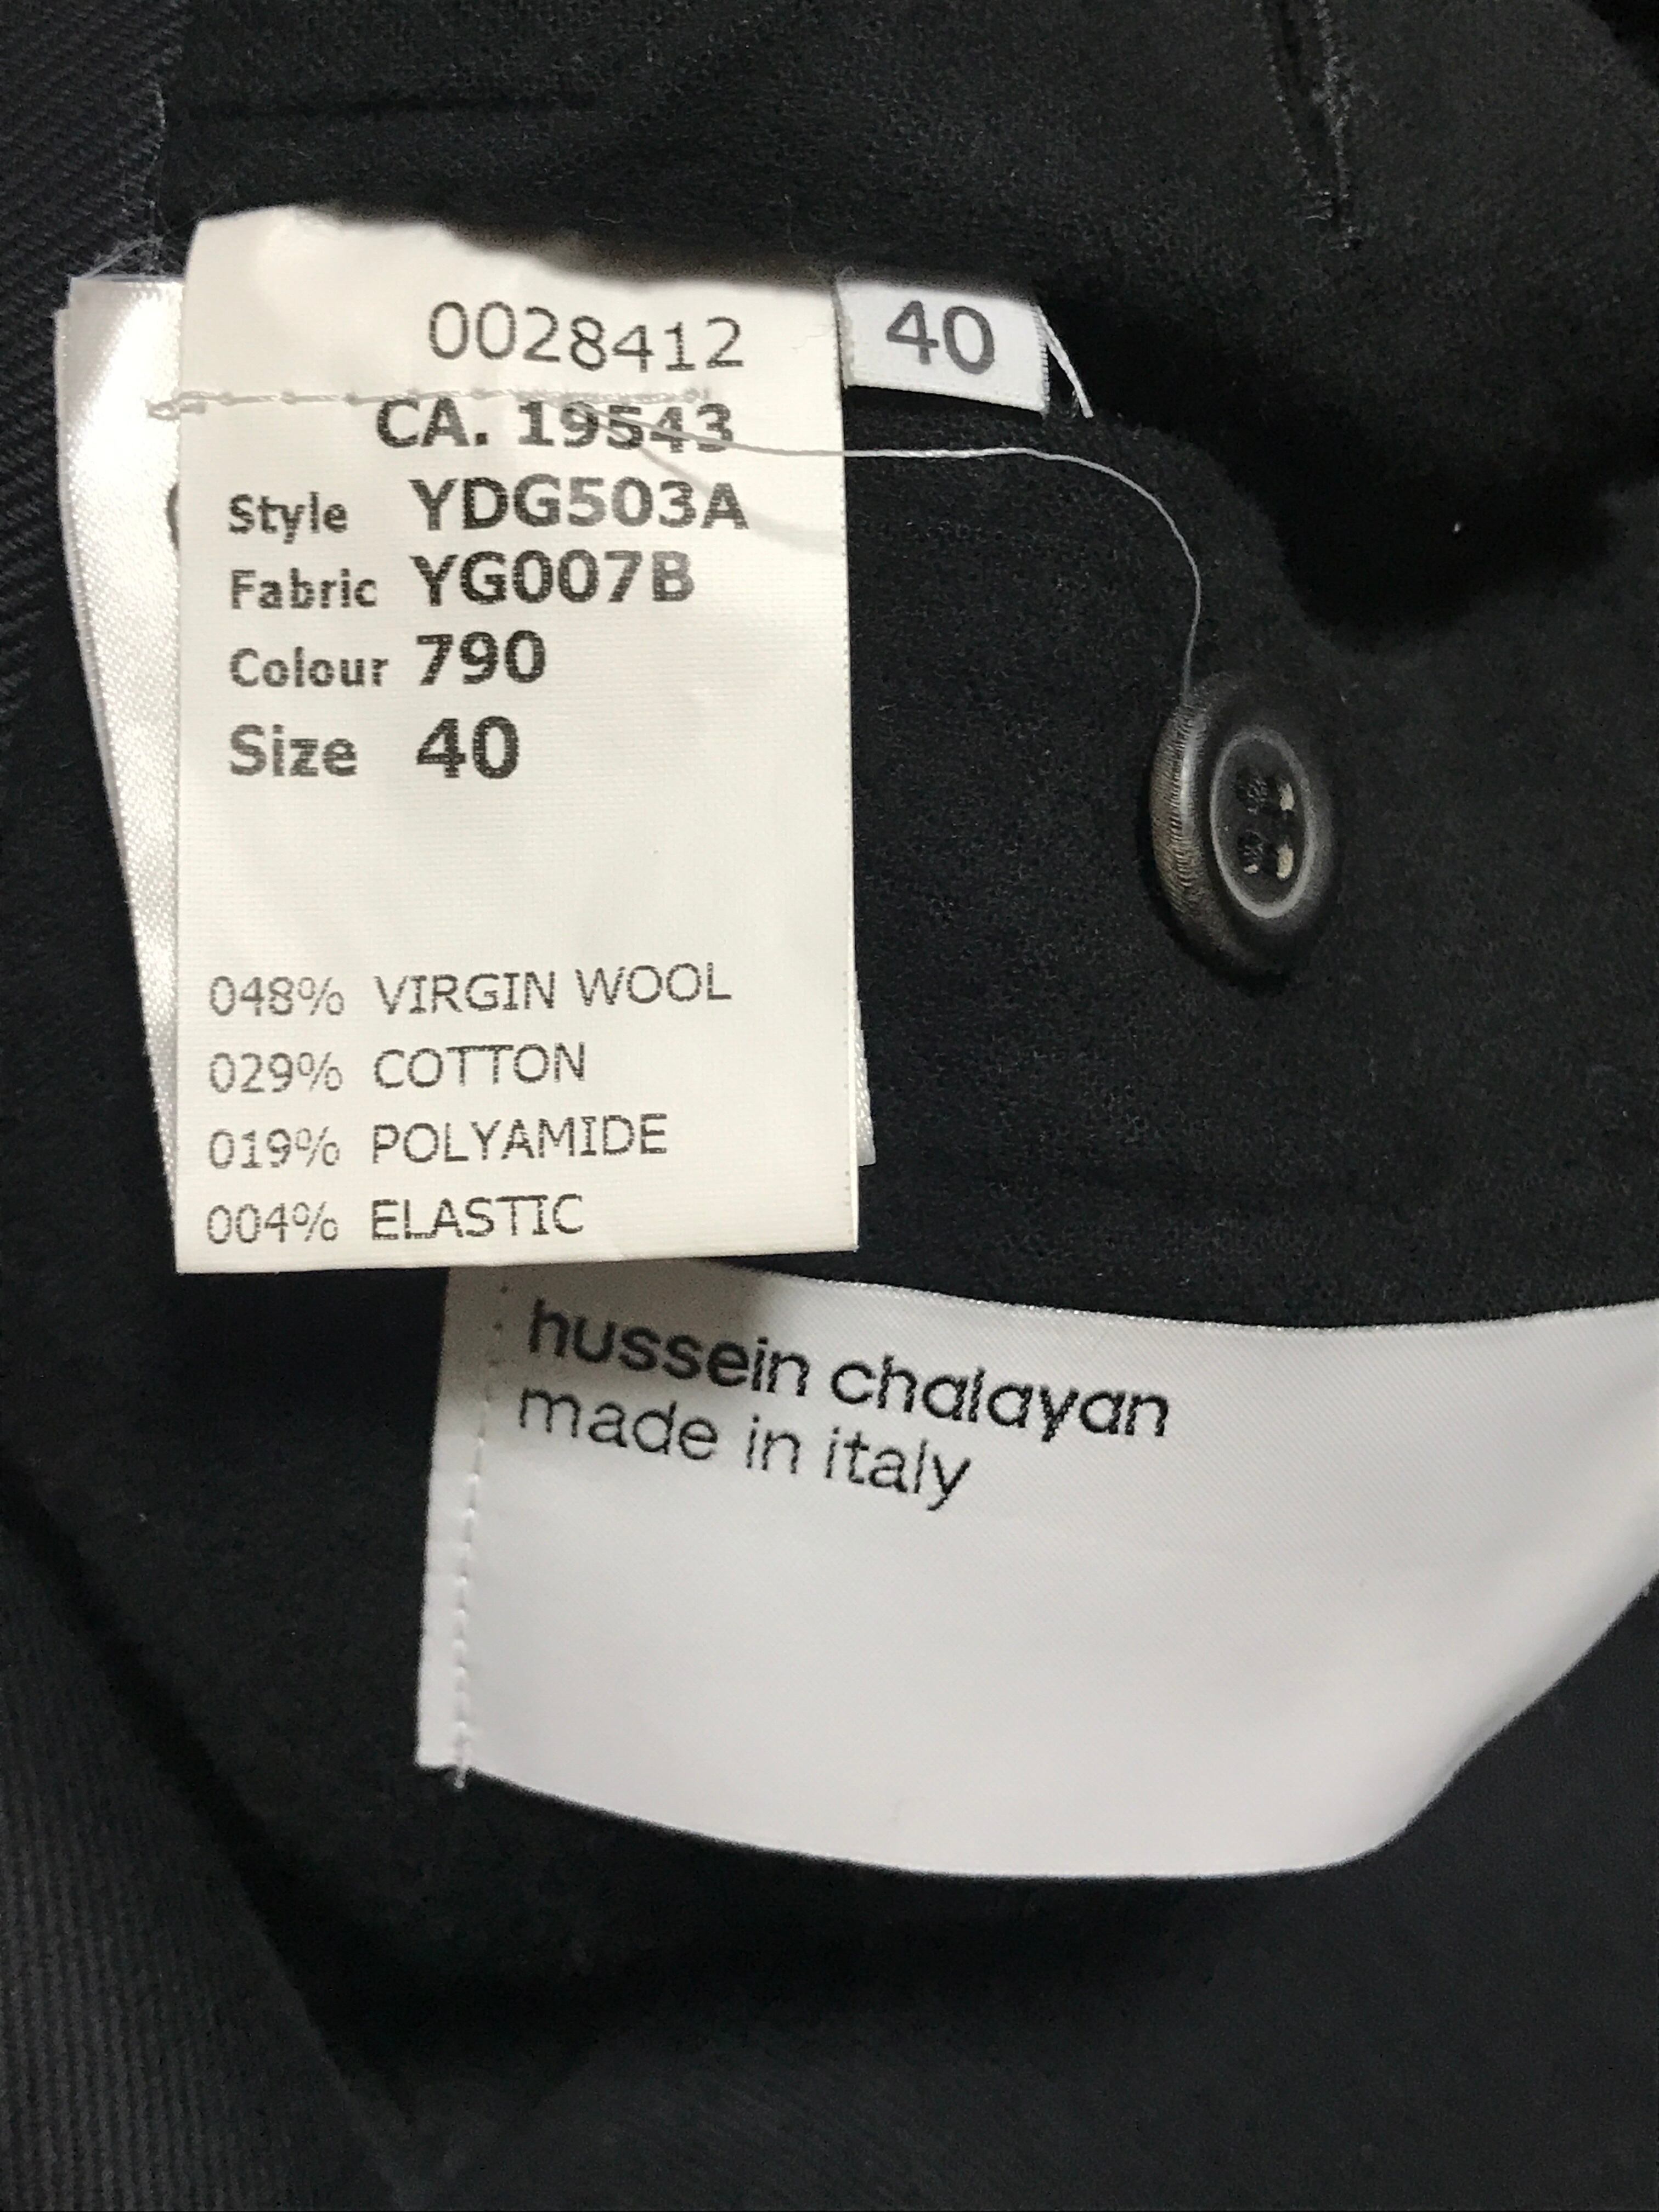 0028412
40
CA. 19543
Style YDG503A
Fabric YG007B
Colour 790
Size 40
048% VIRGIN WOOL
029% COTTON
019% POLYAMIDE
004% ELASTIC
hussein chalayan
made in italy